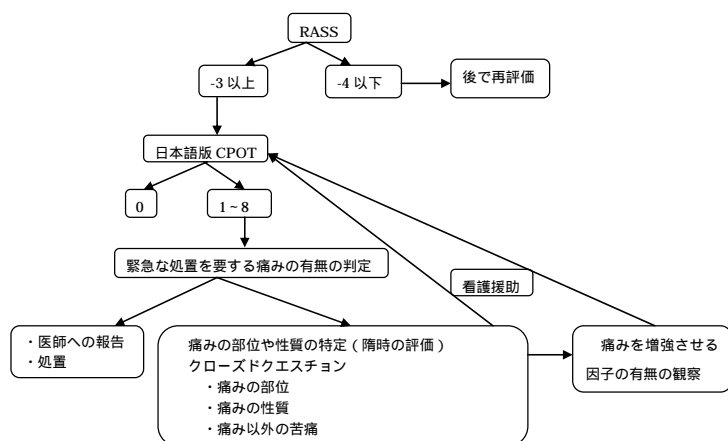 RASS
-3 以上
-4 以下
後で再評価
日本語版 CPOT
0
1~8
緊急な処置を要する痛みの有無の判定
看護援助
・医師への報告
・処置
痛みの部位や性質の特定(隋時の評価)
クローズドクエスチョン
・痛みの部位
・痛みの性質
・痛み以外の苦痛
痛みを増強させる
因子の有無の観察